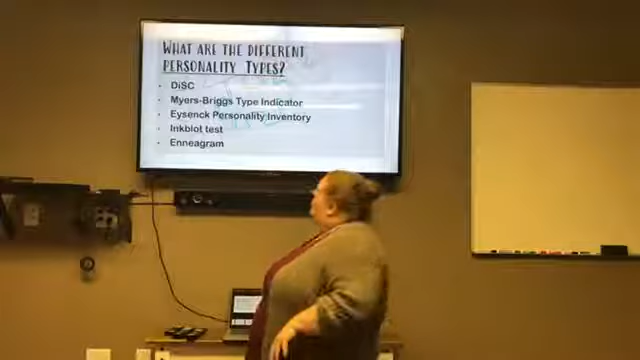 What are the different
personality Types?
• DiSC
• Myers-Briggs Type Indicator
• Eysenck Personality Inventory
• Inkblot test
• Enneagram